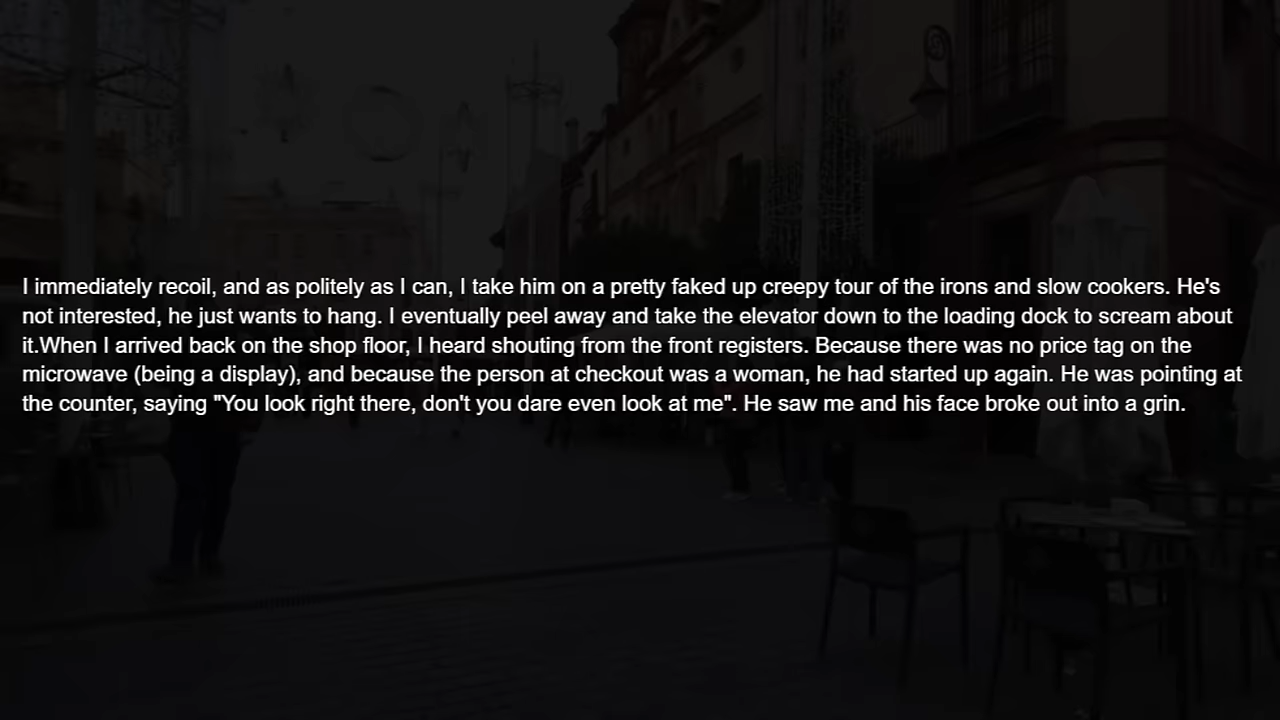 I immediately recoil, and as politely as I can, I take him on a pretty faked up creepy tour of the irons and slow cookers. He's
not interested, he just wants to hang. I eventually peel away and take the elevator down to the loading dock to scream about
it.When I arrived back on the shop floor, I heard shouting from the front registers. Because there was no price tag on the
microwave (being a display), and because the person at checkout was a woman, he had started up again. He was pointing at
the counter, saying "You look right there, don't you dare even look at me". He saw me and his face broke out into a grin.